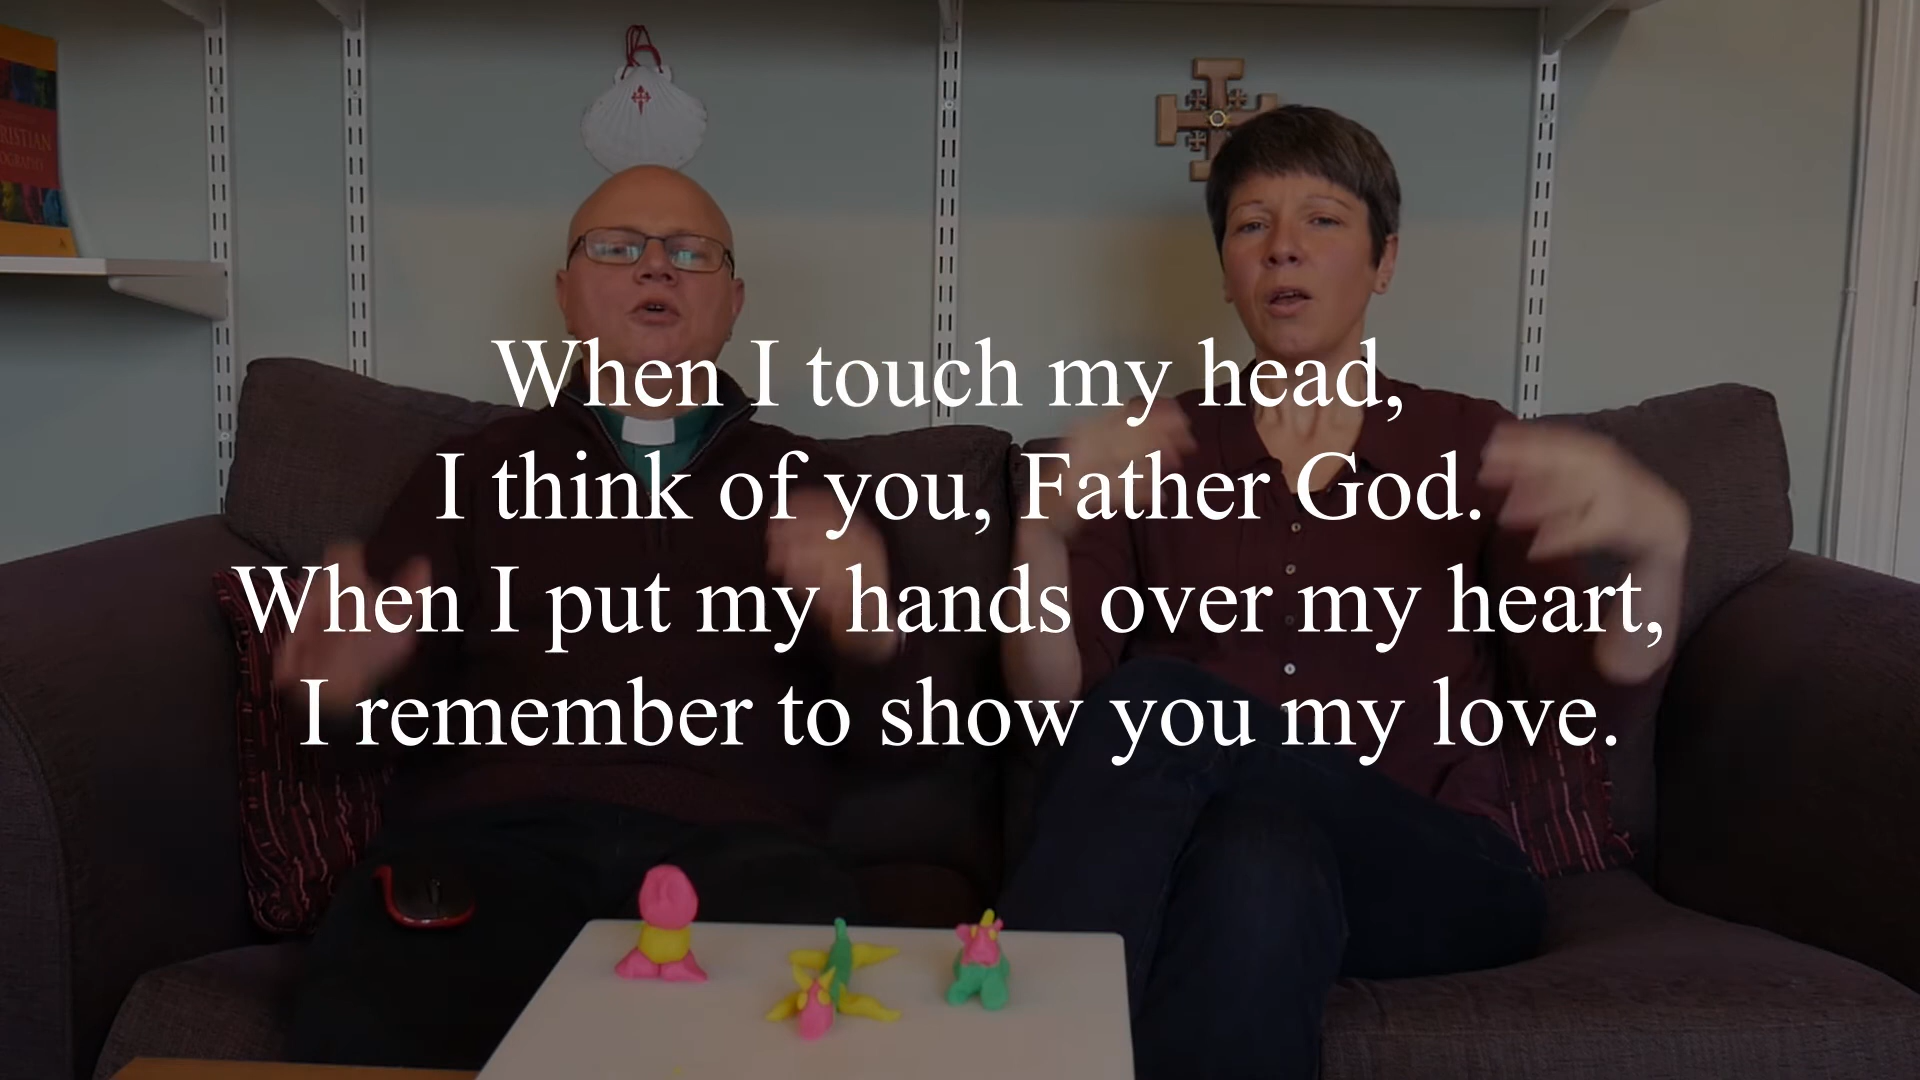 RISTIAN
When I touch my head,
I think of you, Father God.
When I put my hands over my heart,
I remember to show you my love.